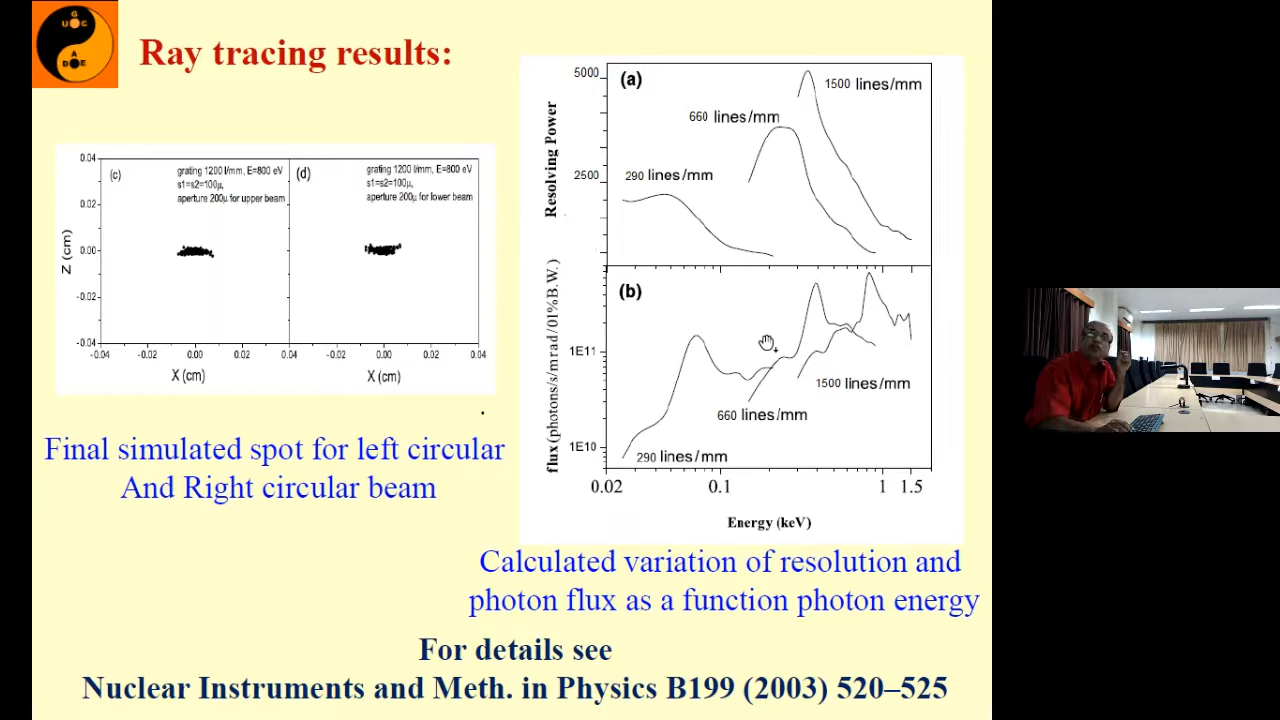 G
U G C
A
D E
Ray tracing results:
0.04
0.02
0.00
-0.02
-0.04
Z (cm)
(c)
grating 1200 l/mm, E=800 eV
s1=s2=100μ,
aperture 200μ for upper beam
(d)
grating 1200 l/mm, E=800 eV
s1=s2=100μ,
aperture 200μ for lower beam
-0.04 -0.02 0.00 0.02 -0.04 -0.02 0.00 0.02 0.04
X (cm) X (cm)
Final simulated spot for left circular
And Right circular beam
(a)
5000
2500
Resolving Power
1500 lines/mm
660 lines/mm
290 lines/mm
(b)
1E11
1E10
flux(photons/s/mrad/01%B.W.)
1500 lines/mm
660 lines/mm
290 lines/mm
0.02 0.1 1 1.5
Energy (keV)
Calculated variation of resolution and
photon flux as a function photon energy
For details see
Nuclear Instruments and Meth. in Physics B199 (2003) 520–525